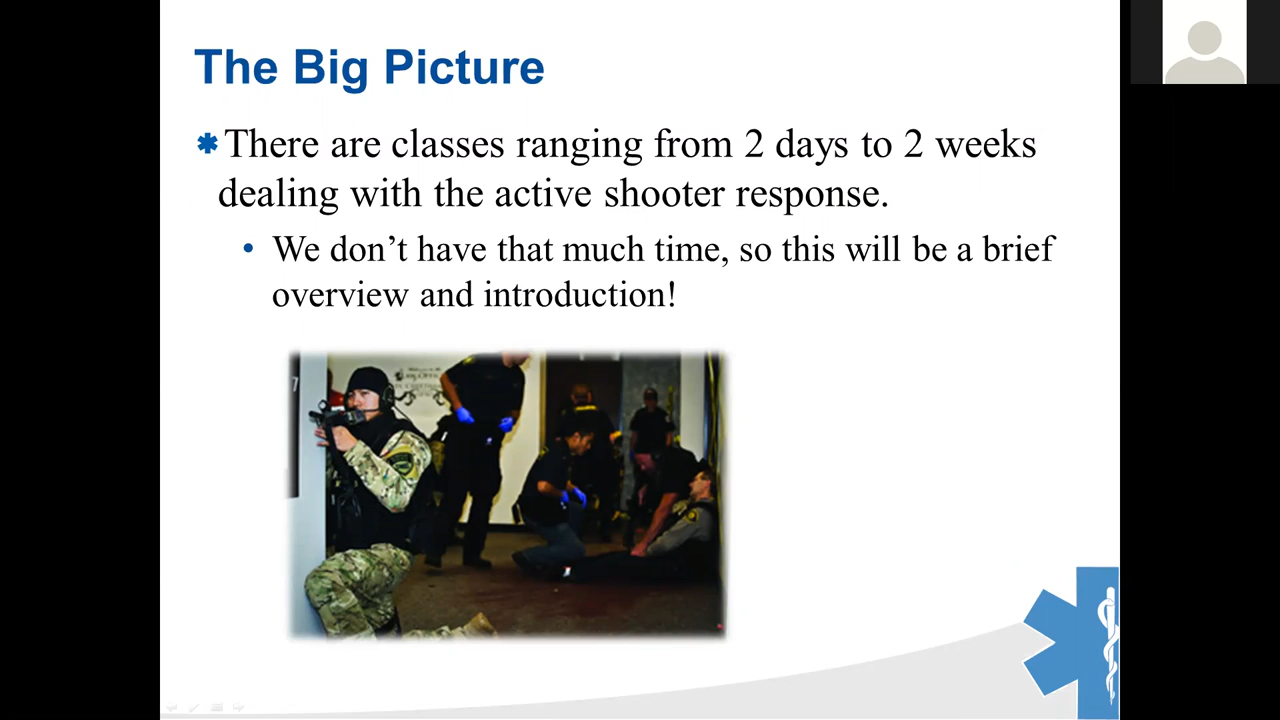 The Big Picture
There are classes ranging from 2 days to 2 weeks
dealing with the active shooter response.
• We don’t have that much time, so this will be a brief
overview and introduction!
7